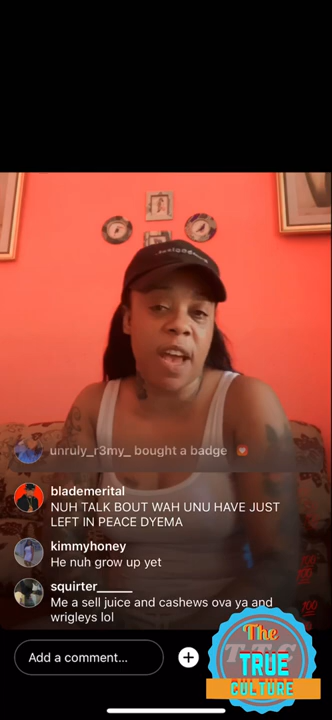 unruly_r3my_ bought a badge
blademerital
NUH TALK BOUT WAH UNU HAVE JUST
LEFT IN PEACE DYEMA
kimmyhoney
He nuh grow up yet
squirter______
Me a sell juice and cashews ova ya and
wrigleys lol
Add a comment...
The
TRUE
CULTURE